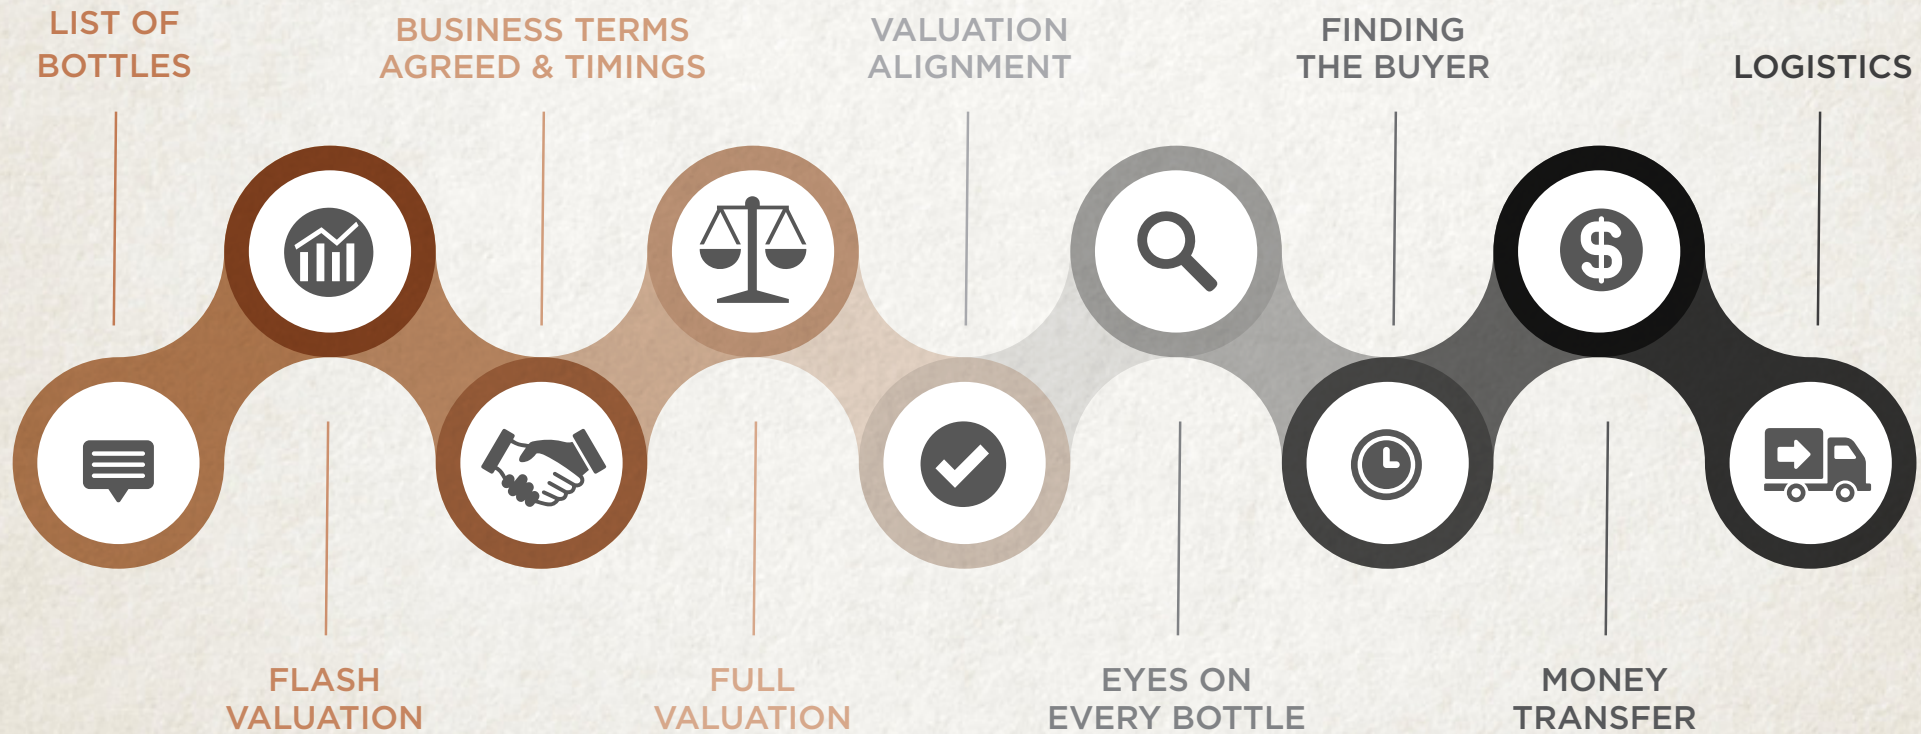 LIST OF
BOTTLES
BUSINESS TERMS
AGREED & TIMINGS
VALUATION
ALIGNMENT
FINDING
THE BUYER
LOGISTICS
FLASH
VALUATION
FULL
VALUATION
EYES ON
EVERY BOTTLE
MONEY
TRANSFER